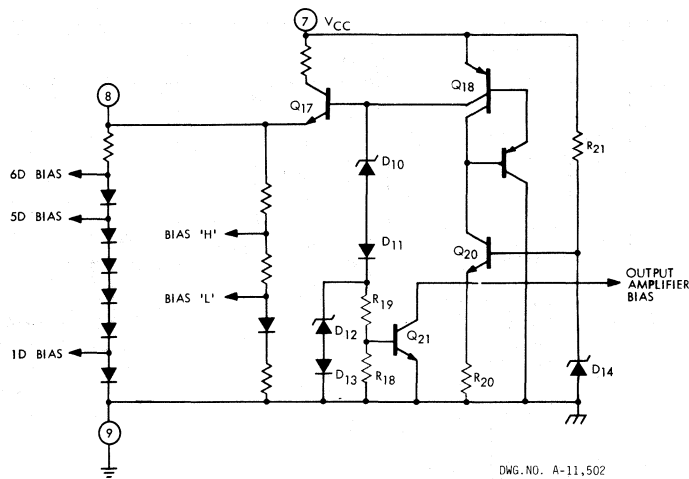 7 VCC
8
Q17
Q18
6D BIAS
D10
R21
5D BIAS
BIAS 'H'
D11
Q20
BIAS 'L'
OUTPUT
AMPLIFIER
BIAS
R19
D12
Q21
1D BIAS
D13
R18
R20
D14
9
DWG.NO. A-11,502